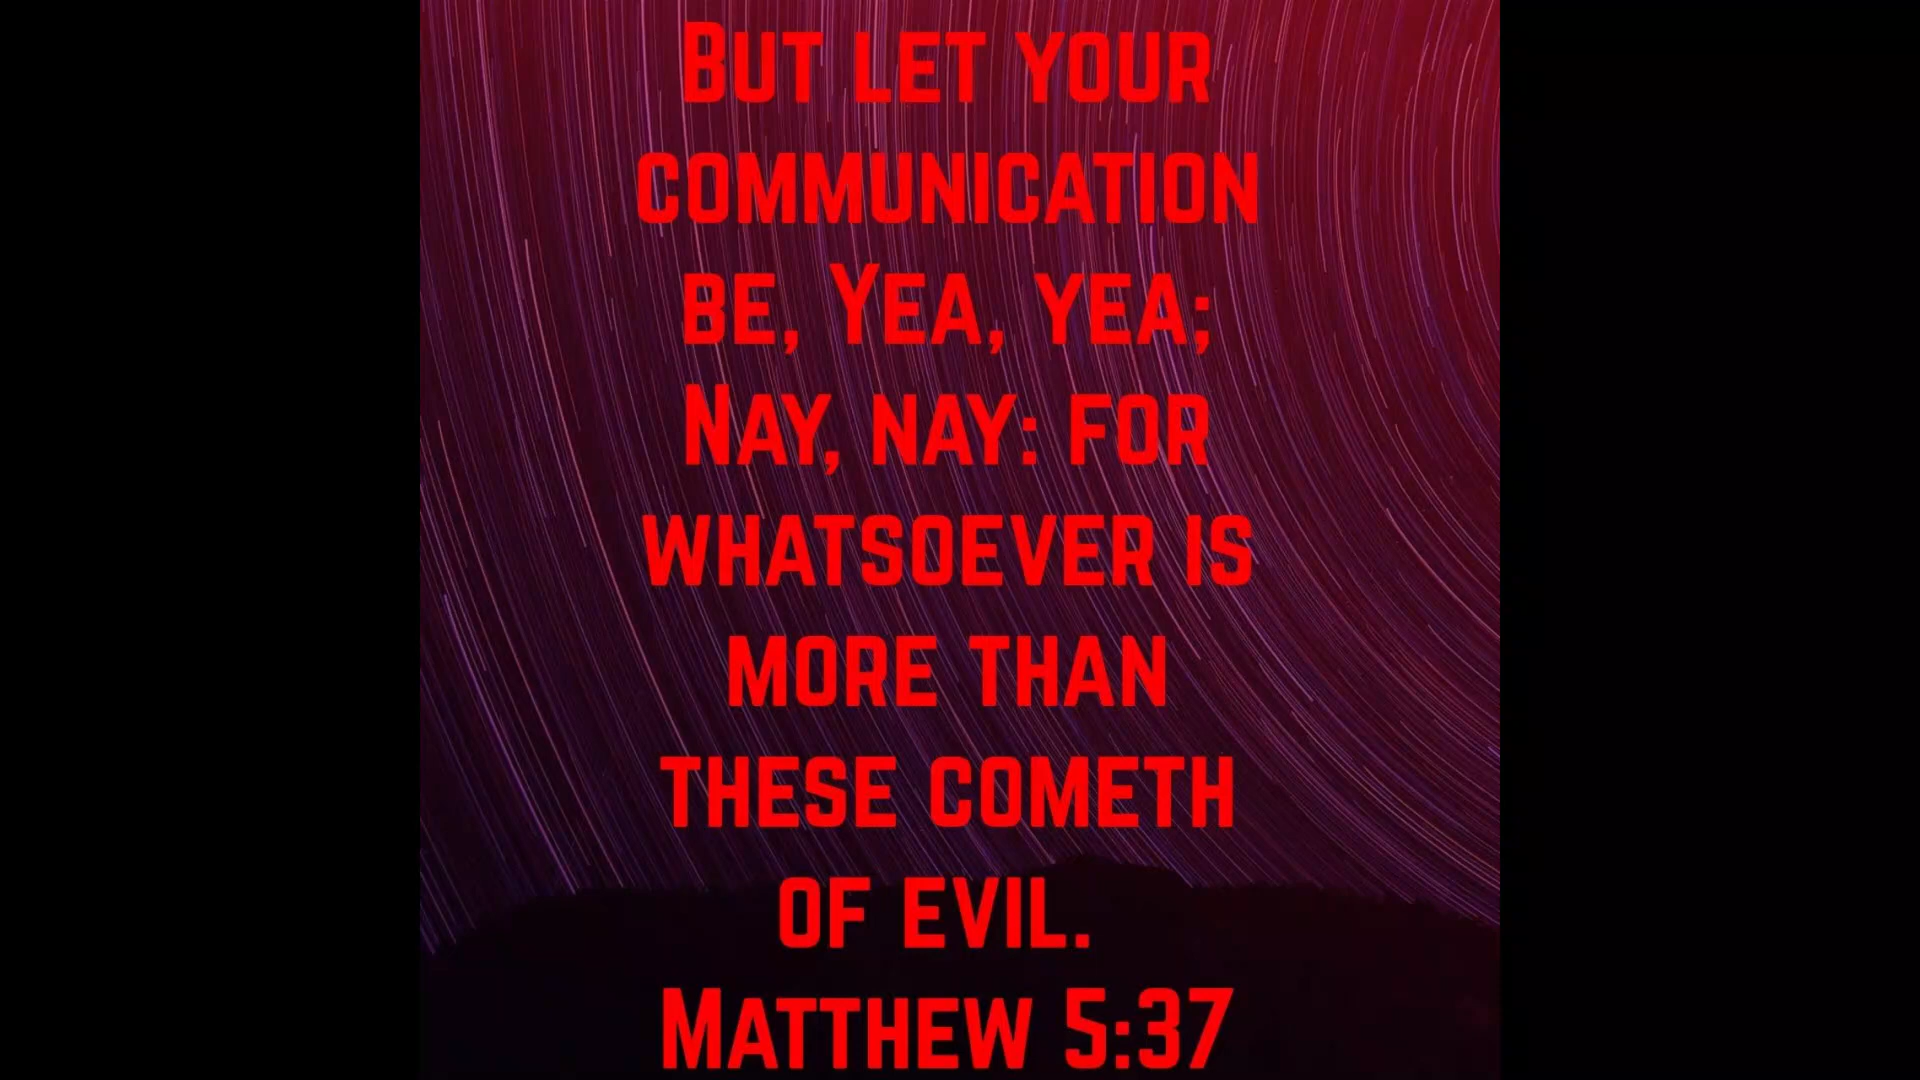 But let your
communication
be, Yea, yea;
Nay, nay: for
whatsoever is
more than
these cometh
of evil.
Matthew 5:37